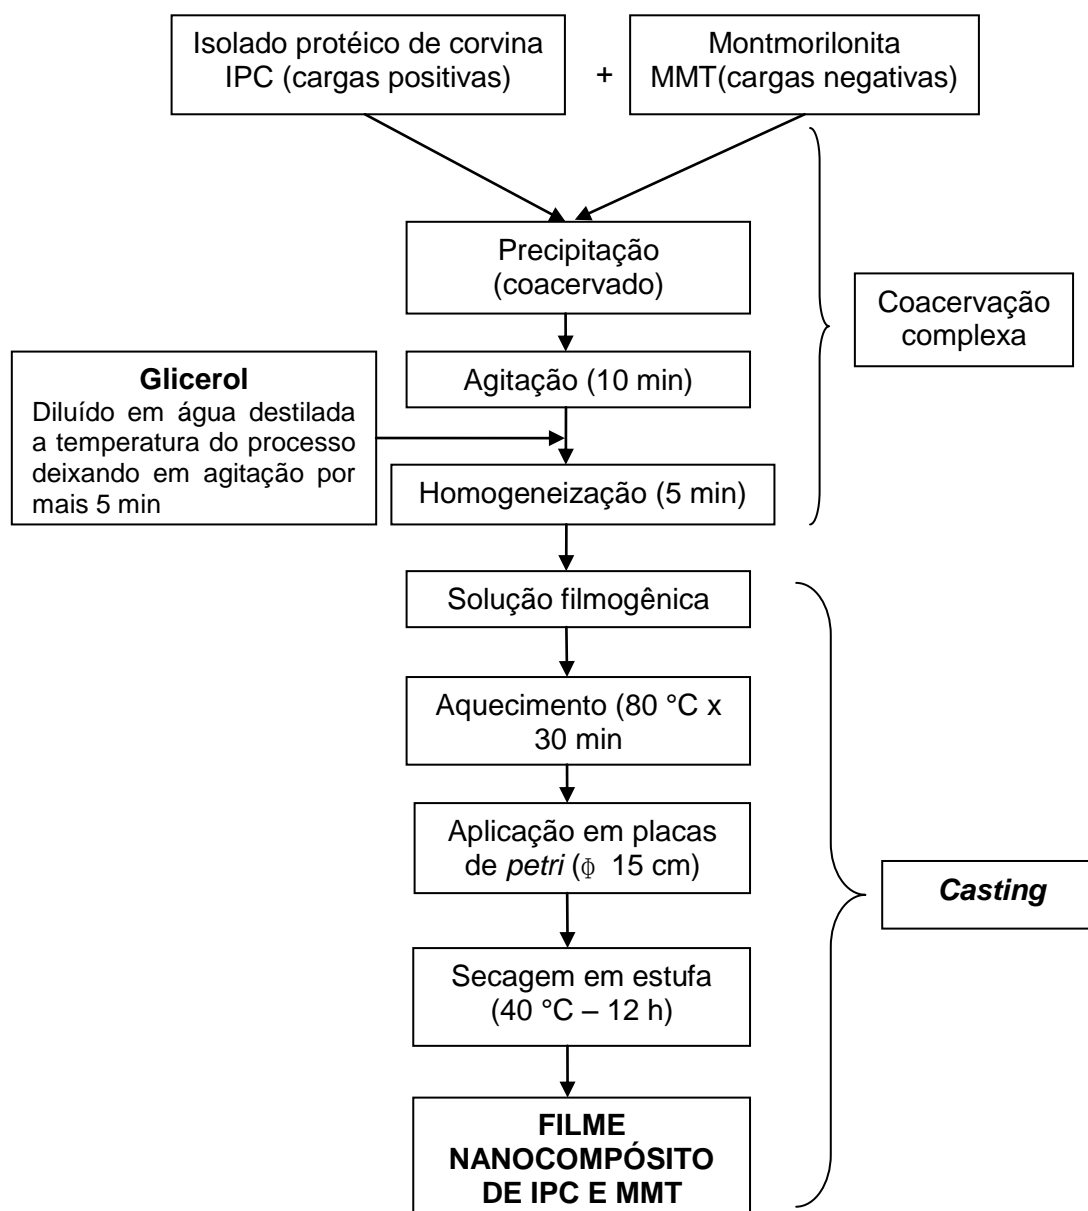 Isolado protéico de corvina
IPC (cargas positivas)
+
Montmorilonita
MMT(cargas negativas)
Precipitação
(coacervado)
Coacervação
complexa
Agitação (10 min)
Glicerol
Diluído em água destilada
a temperatura do processo
deixando em agitação por
mais 5 min
Homogeneização (5 min)
Solução filmogênica
Aquecimento (80 °C x
30 min
Aplicação em placas
de petri (Φ 15 cm)
Casting
Secagem em estufa
(40 °C – 12 h)
FILME
NANOCOMPÓSITO
DE IPC E MMT